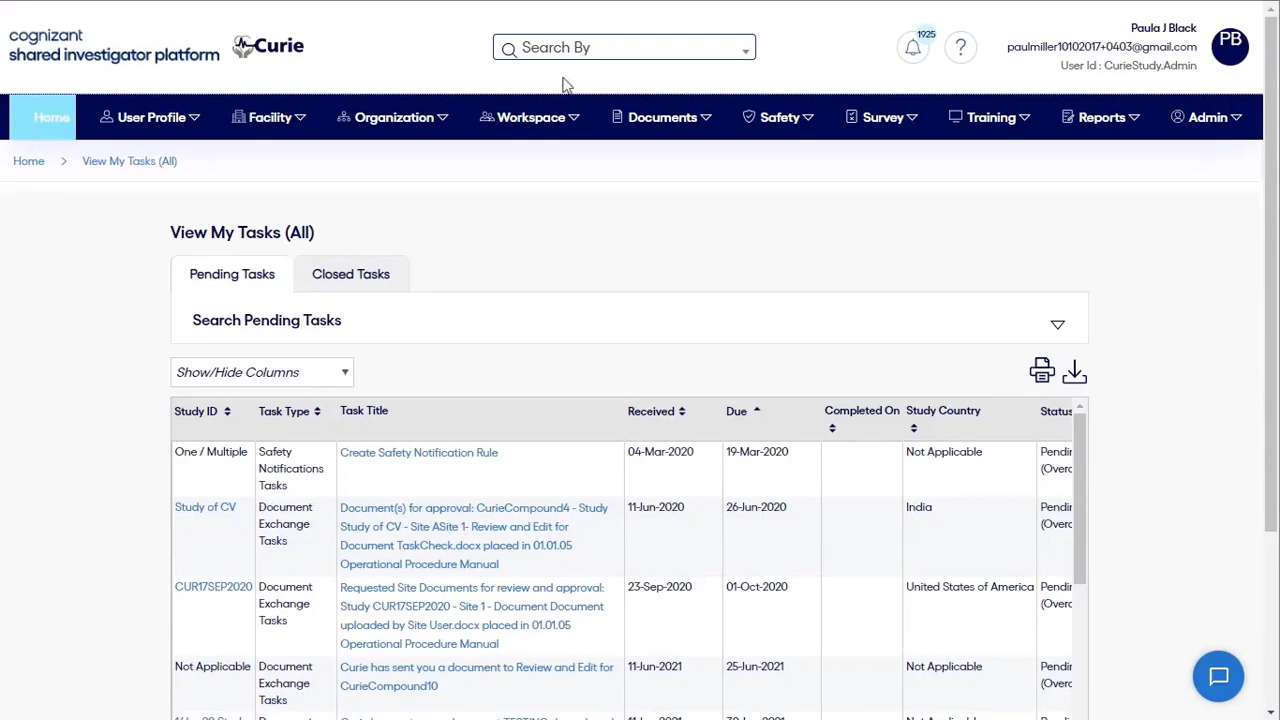 cognizant
shared investigator platform
Curie
Search By
1925
?
Paula J Black
paulmiller10102017+0403@gmail.com
User Id : CurieStudy.Admin
PB
Home
User Profile
Facility
Organization
Workspace
Documents
Safety
Survey
Training
Reports
Admin
Home > View My Tasks (All)
View My Tasks (All)
Pending Tasks
Closed Tasks
Search Pending Tasks
Show/Hide Columns
Study ID
Task Type
Task Title
Received
Due
Completed On
Study Country
Status
One / Multiple
Safety
Notifications
Tasks
Create Safety Notification Rule
04-Mar-2020
19-Mar-2020
Not Applicable
Pendi
(Overc
Study of CV
Document
Exchange
Tasks
Document(s) for approval: CurieCompound4 - Study
Study of CV - Site ASite 1- Review and Edit for
Document TaskCheck.docx placed in 01.01.05
Operational Procedure Manual
11-Jun-2020
26-Jun-2020
India
Pendi
(Overc
CUR17SEP2020
Document
Exchange
Tasks
Requested Site Documents for review and approval:
Study CUR17SEP2020 - Site 1 - Document Document
uploaded by Site User.docx placed in 01.01.05
Operational Procedure Manual
23-Sep-2020
01-Oct-2020
United States of America
Pendi
(Overc
Not Applicable
Document
Exchange
Tasks
Curie has sent you a document to Review and Edit for
CurieCompound10
11-Jun-2021
25-Jun-2021
Not Applicable
Pendi
(Overc